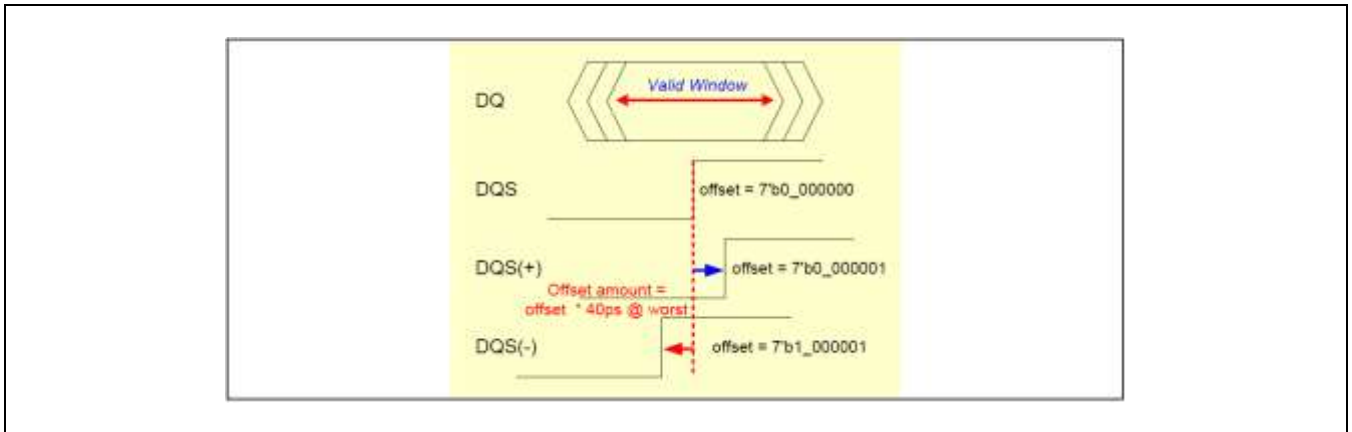 Valid Window
DQ
DQS
offset = 7'b0_000000
DQS(+)
offset = 7'b0_000001
Offset amount =
offset * 40ps @ worst
DQS(-)
offset = 7'b1_000001